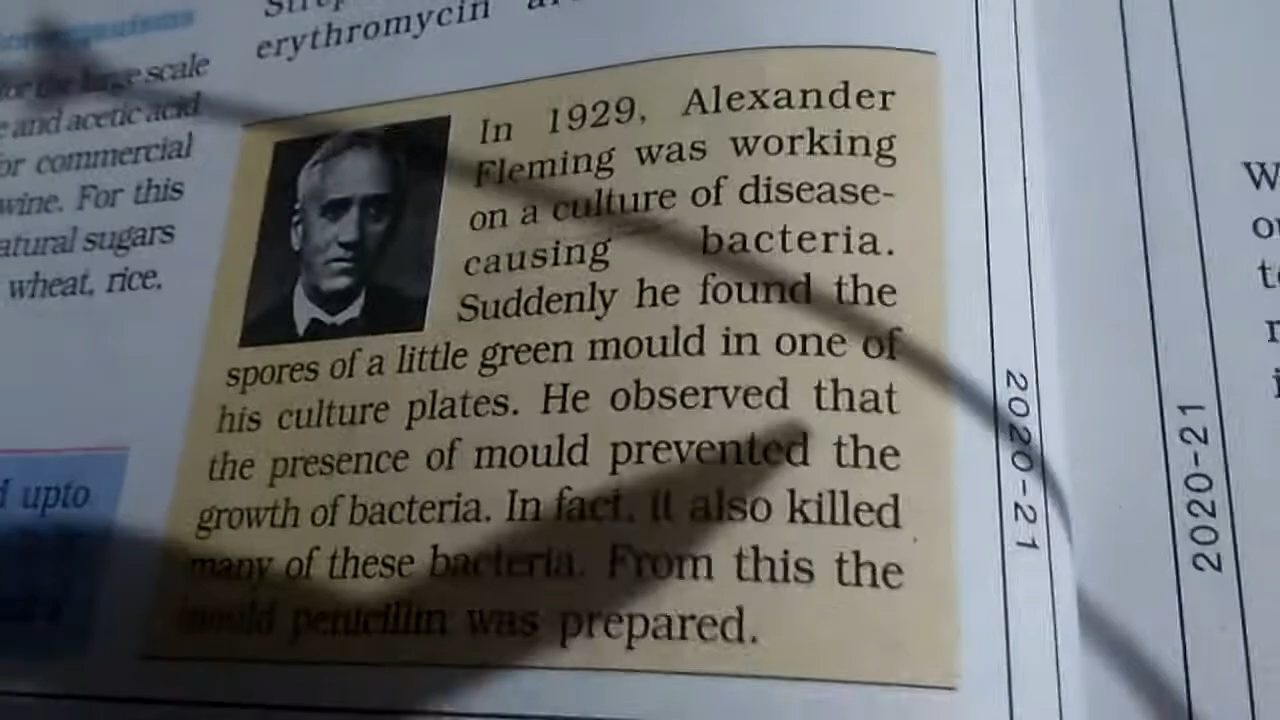 for the large scale
e and acetic acid
or commercial
wine. For this
atural sugars
wheat, rice,
d upto
erythromycin
In 1929, Alexander
Fleming was working
on a culture of disease-
causing bacteria.
Suddenly he found the
spores of a little green mould in one of
his culture plates. He observed that
the presence of mould prevented the
growth of bacteria. In fact, it also killed
many of these bacteria. From this the
mould penicillin was prepared.
2020-21
2020-21